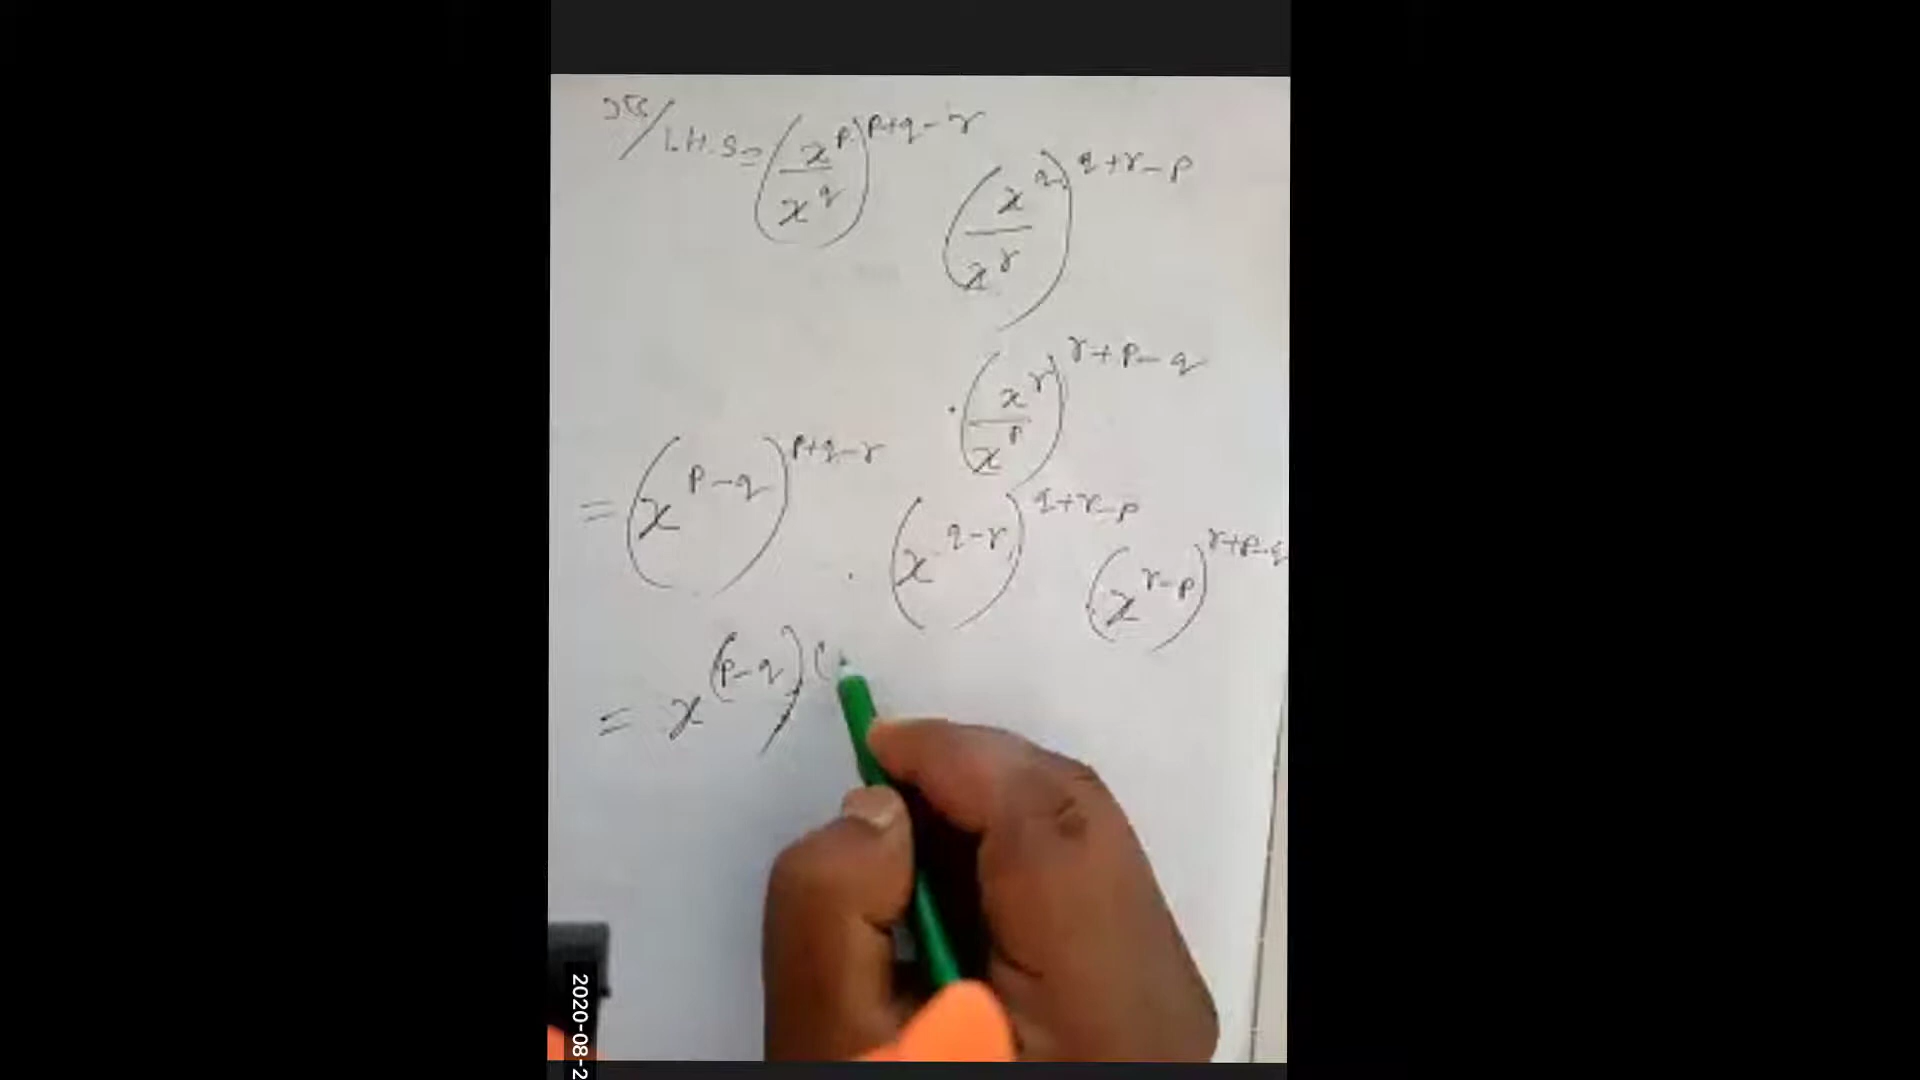 L.H.S = (x^p/x^q)^p+q-r (x^q/x^r)^q+r-p
. (x^r/x^p)^r+p-q
= (x^p-q)^p+q-r . (x^q-r)^q+r-p . (x^r-p)^r+p-q
= x^(p-q)(
2020-08-2